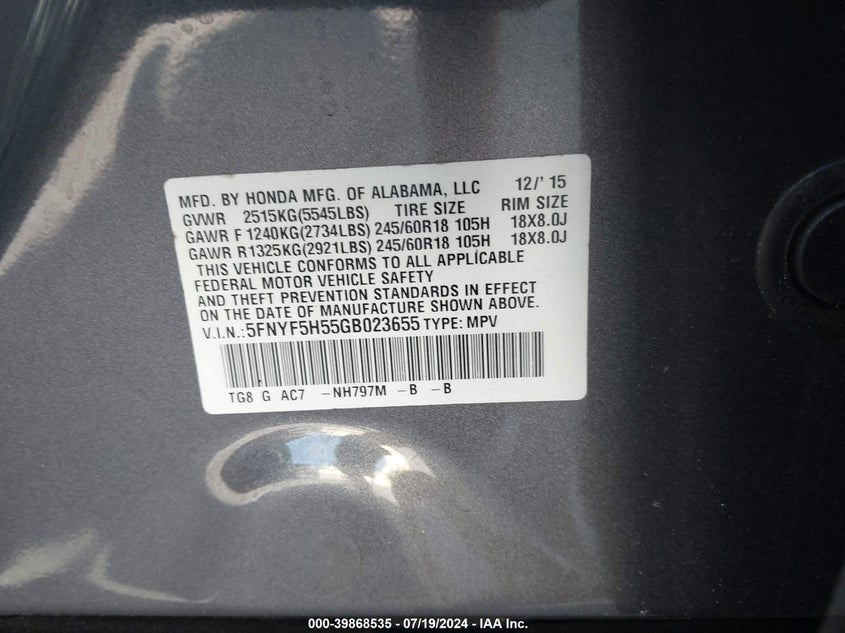 MFD. BY HONDA MFG. OF ALABAMA, LLC 12/' 15
GVWR 2515KG(5545LBS) TIRE SIZE RIM SIZE
GAWR F 1240KG(2734LBS) 245/60R18 105H 18X8.0J
GAWR R1325KG(2921LBS) 245/60R18 105H 18X8.0J
THIS VEHICLE CONFORMS TO ALL APPLICABLE
FEDERAL MOTOR VEHICLE SAFETY
AND THEFT PREVENTION STANDARDS IN EFFECT
ON THE DATE OF MANUFACTURE SHOWN ABOVE.
V.I.N.:5FNYF5H55GB023655 TYPE: MPV
TG8 G AC7 -NH797M -B -B
000-39868535 - 07/19/2024 - IAA Inc.